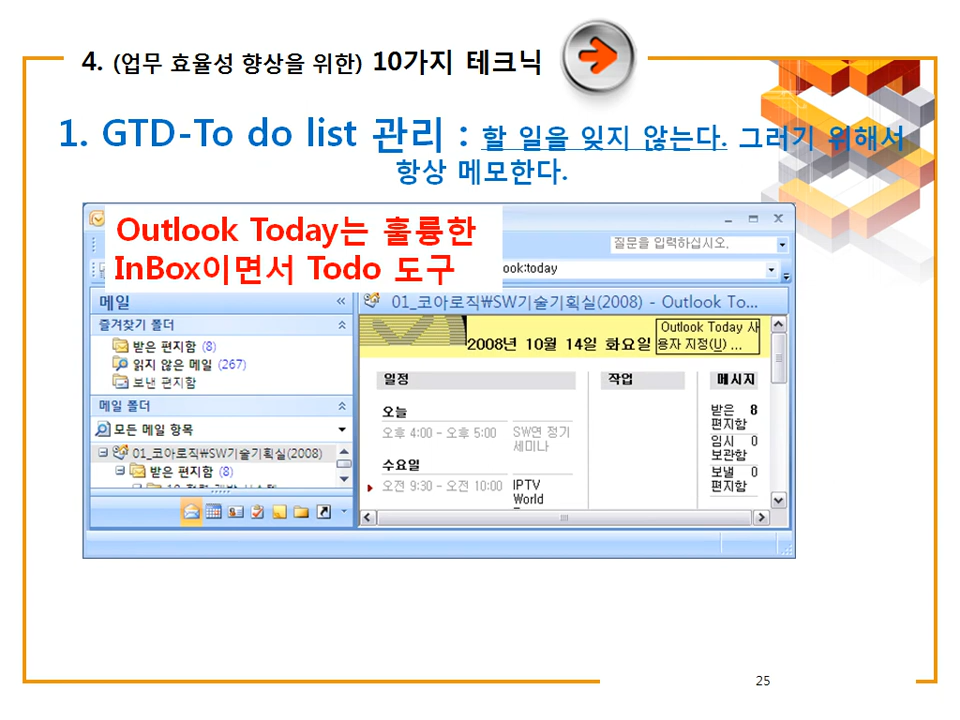 4. (업무 효율성 향상을 위한) 10가지 테크닉
1. GTD-To do list 관리 : 할 일을 잊지 않는다. 그러기 위해서
항상 메모한다.
Outlook Today는 훌륭한
InBox이면서 Todo 도구
질문을 입력하십시오.
ook:today
메일 «
01_코아로직₩SW기술기획실(2008) - Outlook To...
즐겨찾기 폴더
받은 편지함 (8)
읽지 않은 메일 (267)
보낸 편지함
메일 폴더
모든 메일 항목
01_코아로직₩SW기술기획실(2008)
받은 편지함 (8)
2008년 10월 14일 화요일
Outlook Today 사
용자 지정(U) ...
일정 작업 메시지
오늘
오후 4:00 - 오후 5:00 SW연 정기
세미나
수요일
오전 9:30 - 오전 10:00 IPTV
World
받은 8
편지함
임시 0
보관함
보낼 0
편지함
25